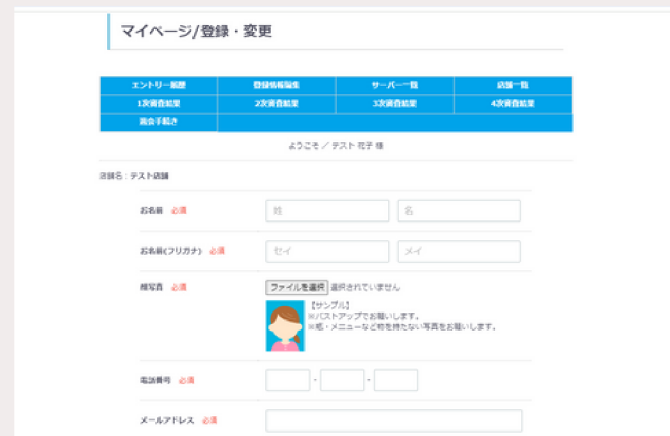 マイページ/登録・変更
エントリー履歴 登録情報編集 サーバー一覧 店舗一覧
1次審査結果 2次審査結果 3次審査結果 4次審査結果
退会手続き
ようこそ / テスト 花子 様
店舗名：テスト店舗
お名前 必須 姓 名
お名前(フリガナ) 必須 セイ メイ
顔写真 必須 ファイルを選択 選択されていません
【サンプル】
※バストアップでお願いします。
※瓶・メニューなど物を持たない写真をお願いします。
電話番号 必須 - -
メールアドレス 必須